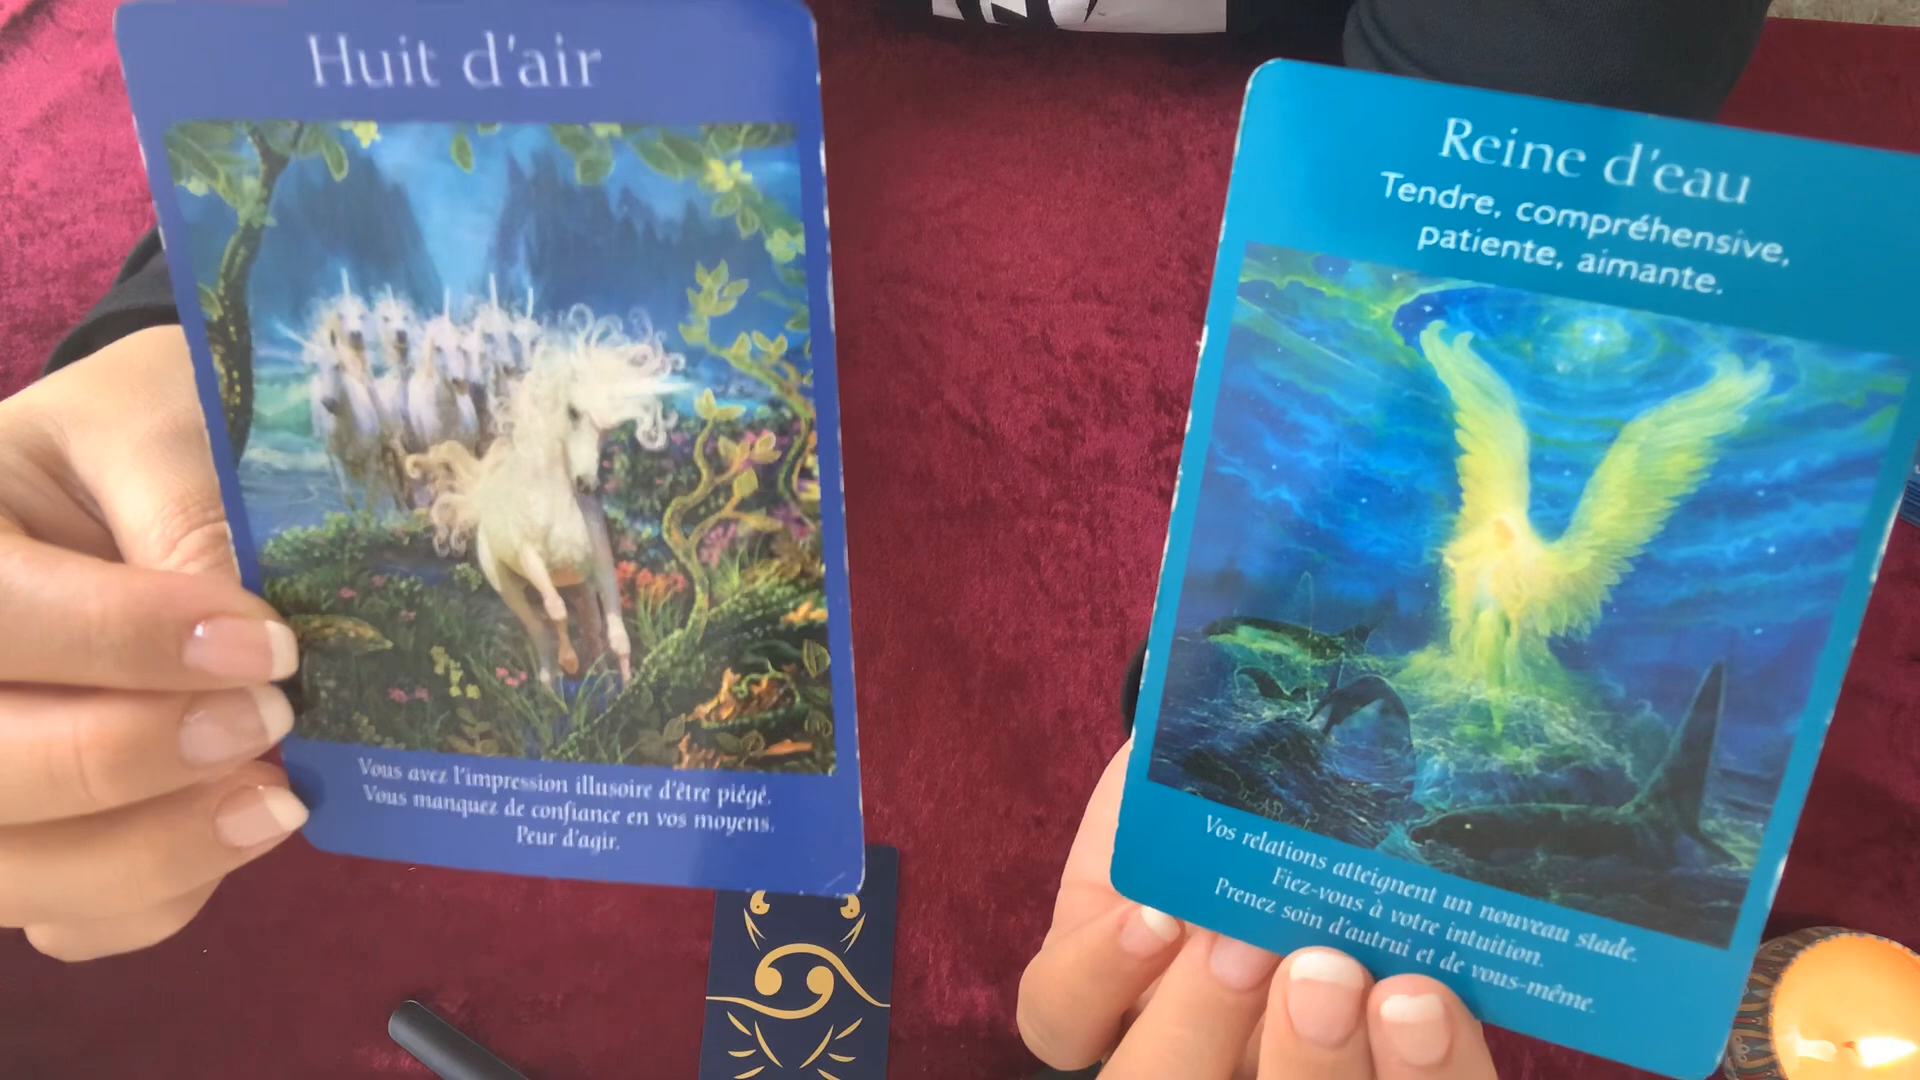 Huit d'air
Vous avez l'impression illusoire d'être piégé.
Vous manquez de confiance en vos moyens.
Peur d'agir.
Reine d'eau
Tendre, compréhensive,
patiente, aimante.
Vos relations atteignent un nouveau stade.
Fiez-vous à votre intuition.
Prenez soin d'autrui et de vous-même.